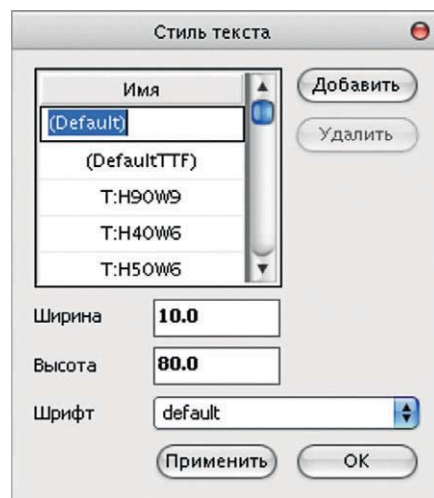 Стиль текста
Имя
Добавить
(Default)
Удалить
(DefaultTTF)
T:H90W9
T:H40W6
T:H50W6
Ширина 10.0
Высота 80.0
Шрифт default
Применить OK